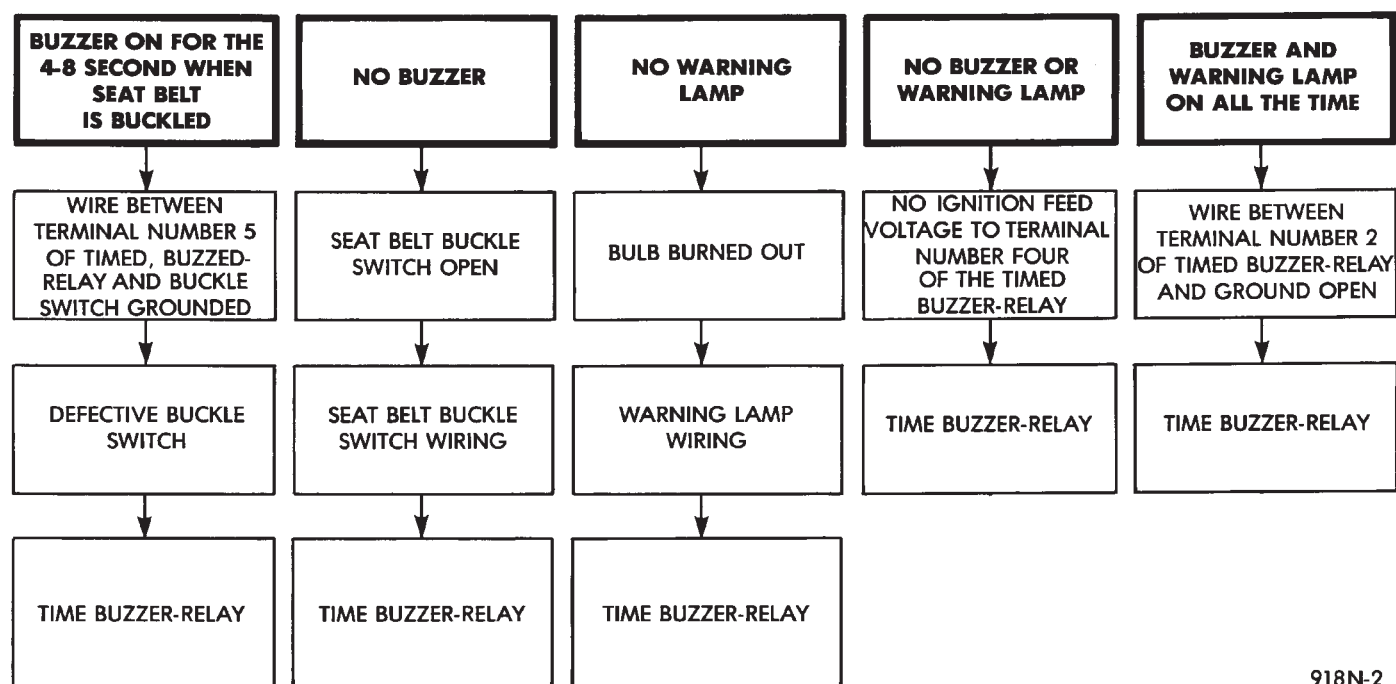 BUZZER ON FOR THE
4-8 SECOND WHEN
SEAT BELT
IS BUCKLED
NO BUZZER
NO WARNING
LAMP
NO BUZZER OR
WARNING LAMP
BUZZER AND
WARNING LAMP
ON ALL THE TIME
WIRE BETWEEN
TERMINAL NUMBER 5
OF TIMED, BUZZED-
RELAY AND BUCKLE
SWITCH GROUNDED
SEAT BELT BUCKLE
SWITCH OPEN
BULB BURNED OUT
NO IGNITION FEED
VOLTAGE TO TERMINAL
NUMBER FOUR
OF THE TIMED
BUZZER-RELAY
WIRE BETWEEN
TERMINAL NUMBER 2
OF TIMED BUZZER-RELAY
AND GROUND OPEN
DEFECTIVE BUCKLE
SWITCH
SEAT BELT BUCKLE
SWITCH WIRING
WARNING LAMP
WIRING
TIME BUZZER-RELAY
TIME BUZZER-RELAY
TIME BUZZER-RELAY
TIME BUZZER-RELAY
TIME BUZZER-RELAY
918N-2